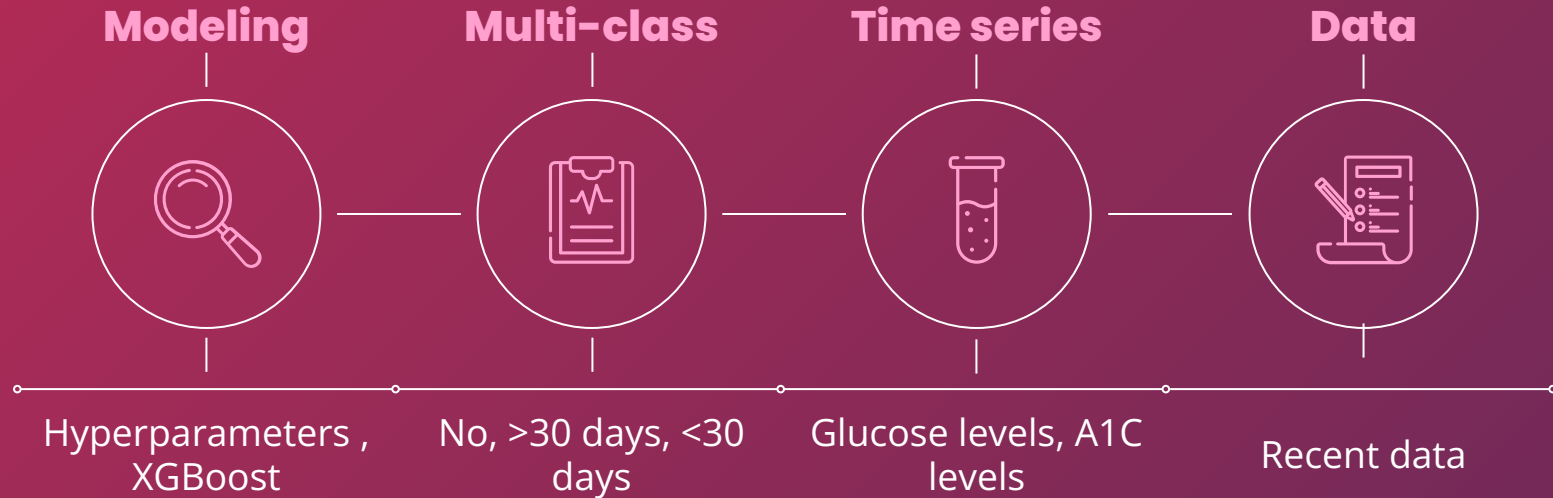 Modeling
Multi-class
Time series
Data
Hyperparameters ,
XGBoost
No, >30 days, <30
days
Glucose levels, A1C
levels
Recent data